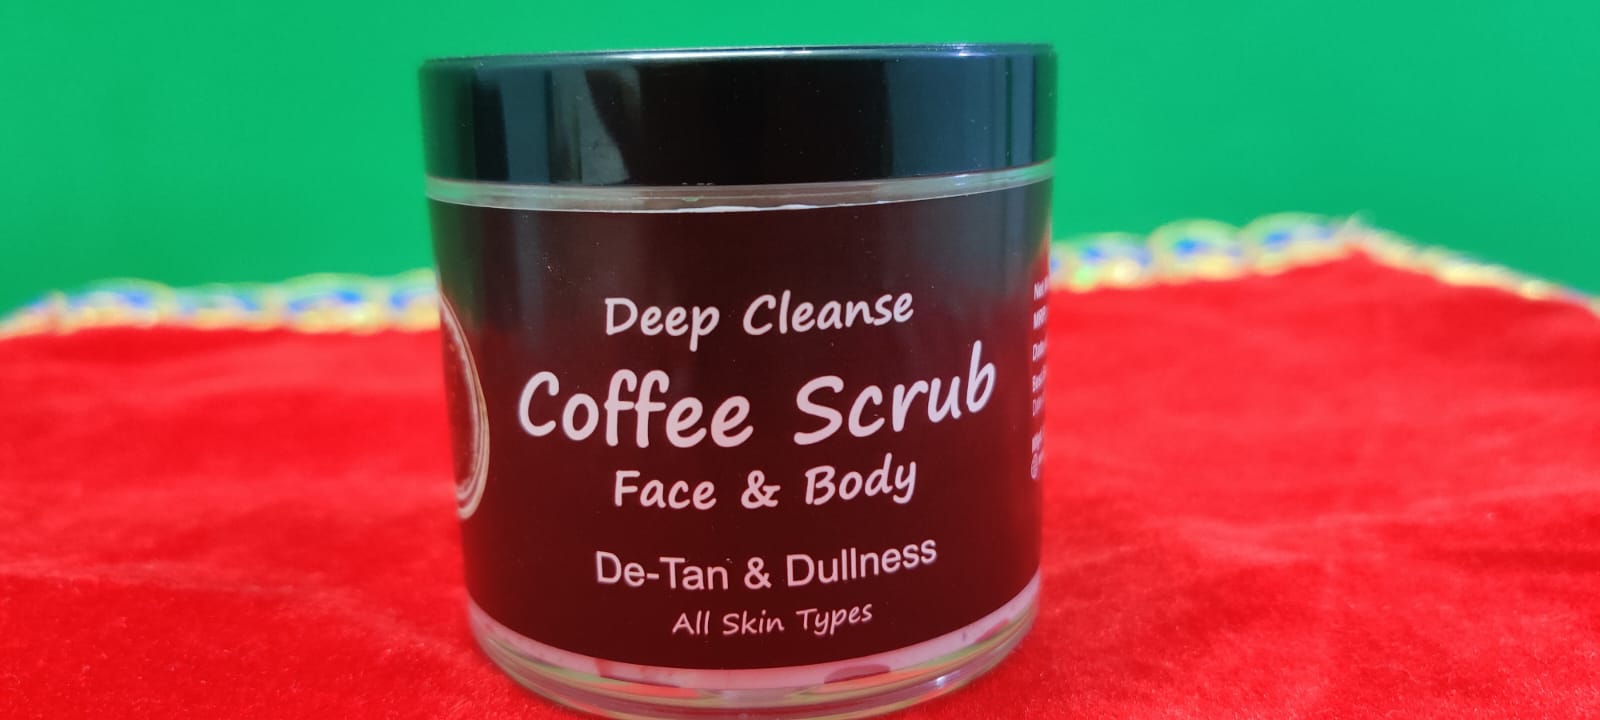 Deep Cleanse
Coffee Scrub
Face & Body
De-Tan & Dullness
All Skin Types